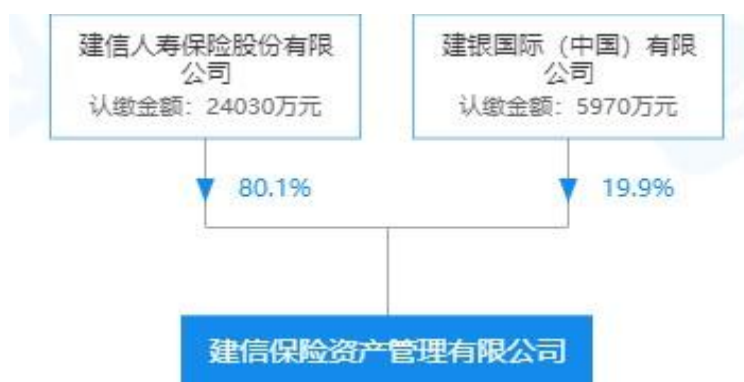 建信人寿保险股份有限
公司
认缴金额：24030万元
建银国际（中国）有限
公司
认缴金额：5970万元
80.1%
19.9%
建信保险资产管理有限公司